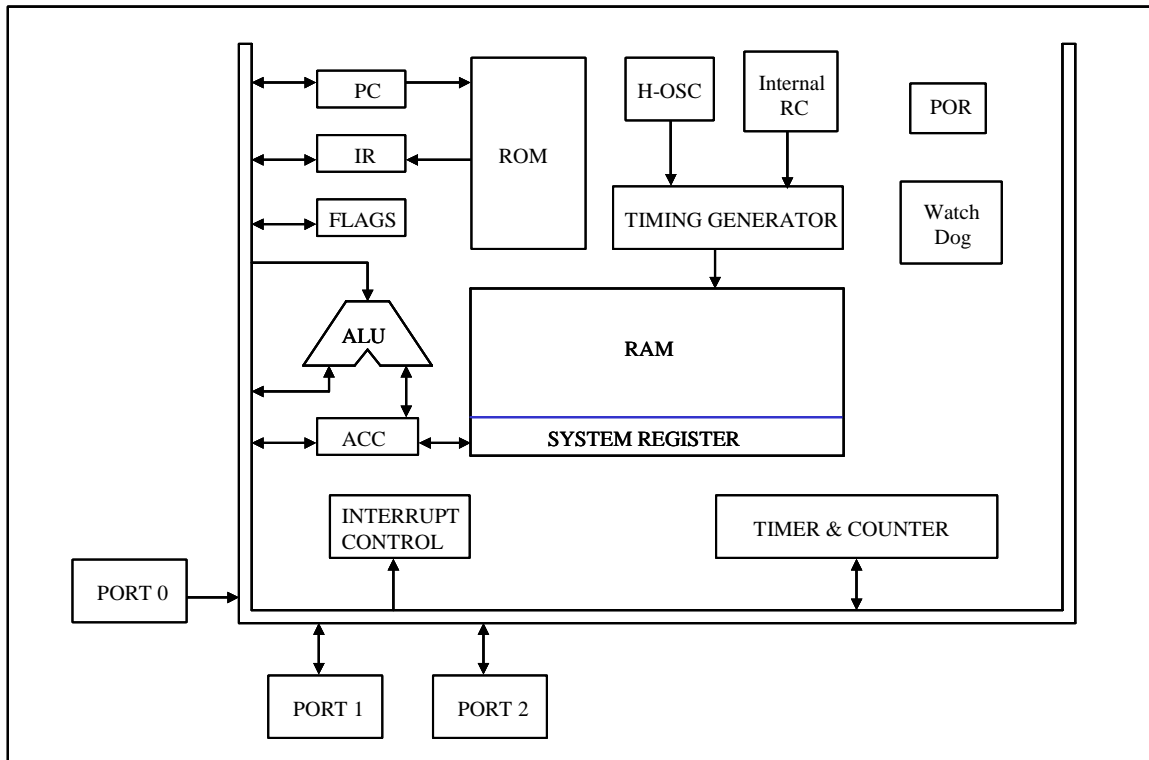 PC
IR
FLAGS
ROM
H-OSC
Internal
RC
POR
TIMING GENERATOR
Watch
Dog
ALU
RAM
ACC
SYSTEM REGISTER
INTERRUPT
CONTROL
TIMER & COUNTER
PORT 0
PORT 1
PORT 2